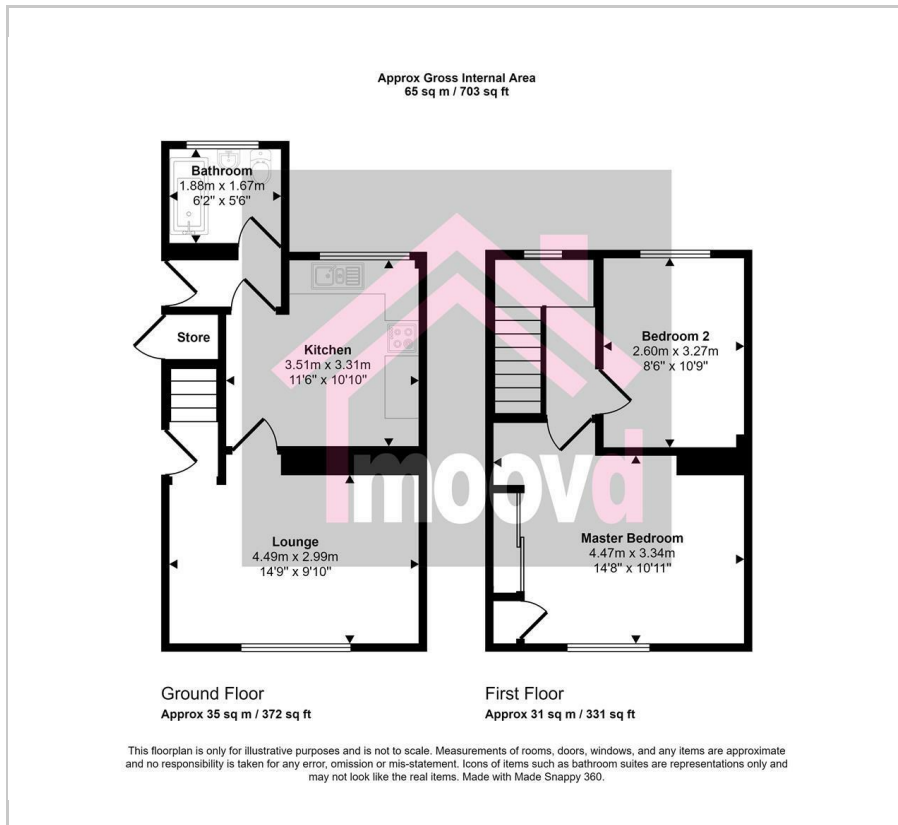 Approx Gross Internal Area
65 sq m / 703 sq ft
Bathroom
1.88m x 1.67m
6'2" x 5'6"
Store
Kitchen
3.51m x 3.31m
11'6" x 10'10"
Bedroom 2
2.60m x 3.27m
8'6" x 10'9"
moovd
Lounge
4.49m x 2.99m
14'9" x 9'10"
Master Bedroom
4.47m x 3.34m
14'8" x 10'11"
Ground Floor
Approx 35 sq m / 372 sq ft
First Floor
Approx 31 sq m / 331 sq ft
This floorplan is only for illustrative purposes and is not to scale. Measurements of rooms, doors, windows, and any items are approximate
and no responsibility is taken for any error, omission or mis-statement. Icons of items such as bathroom suites are representations only and
may not look like the real items. Made with Made Snappy 360.